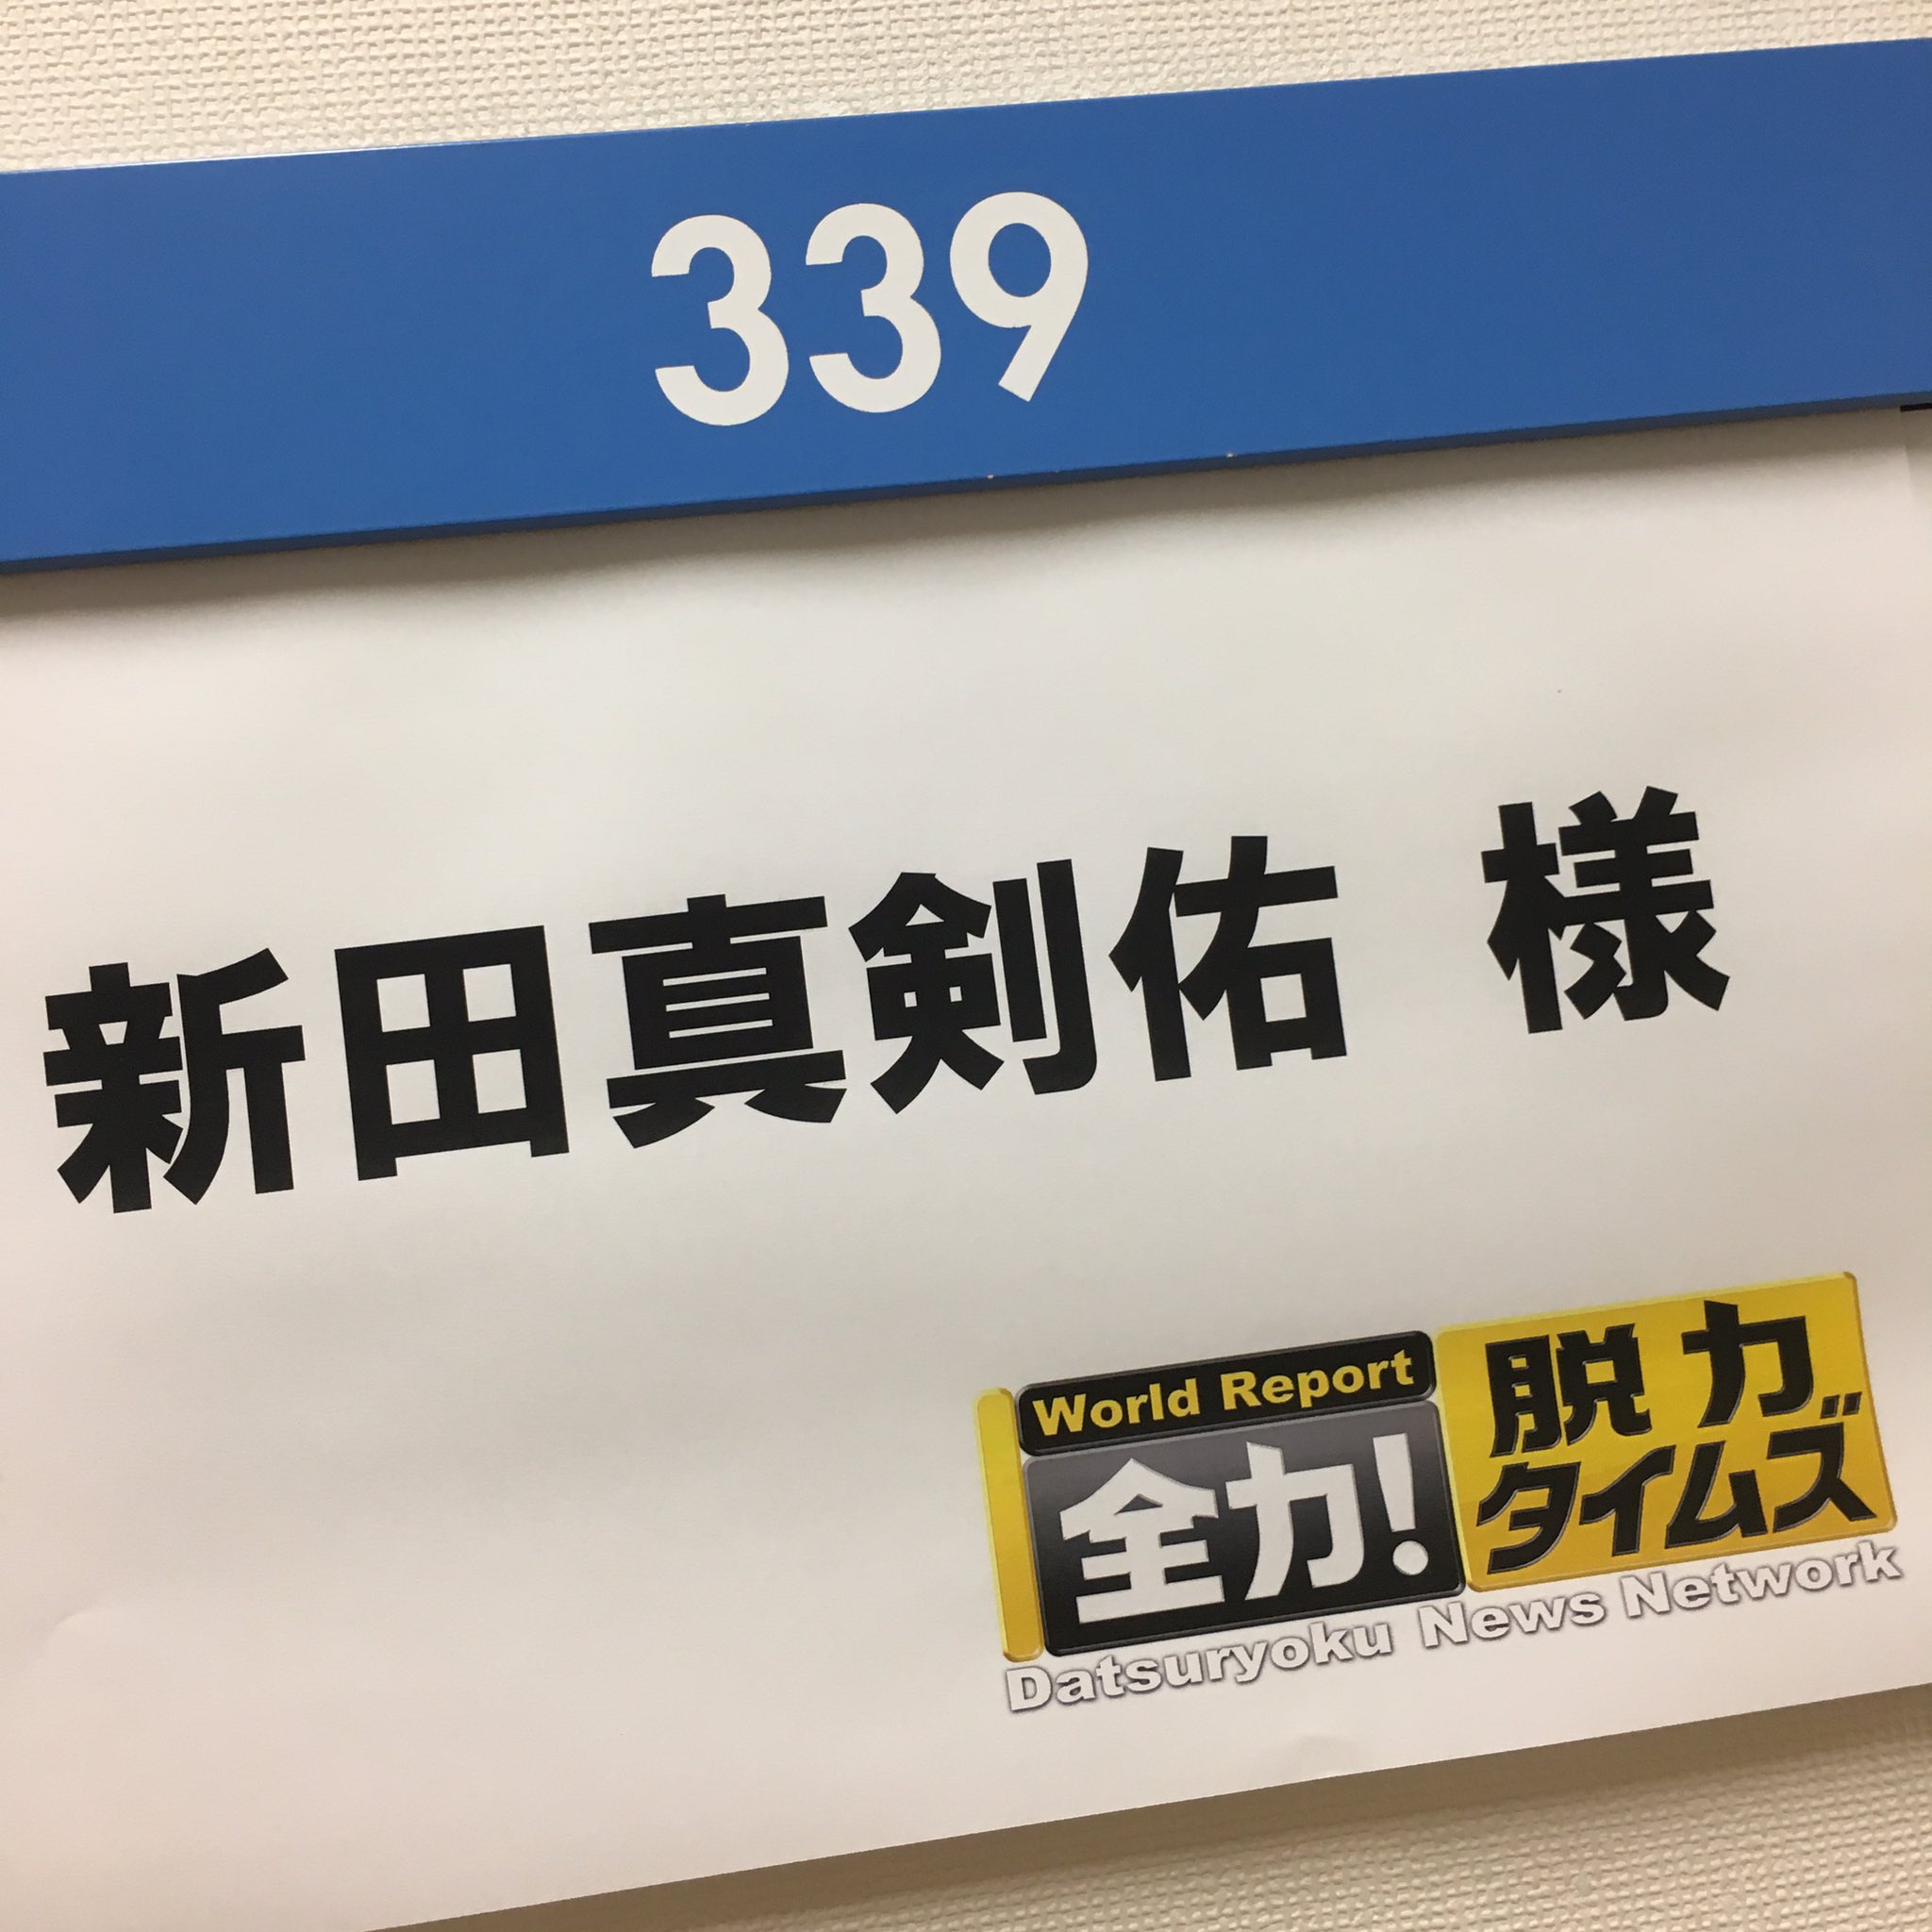 339
新田真剣佑 様
World Report
全力!
脱力
タイムズ
Datsuryoku News Network